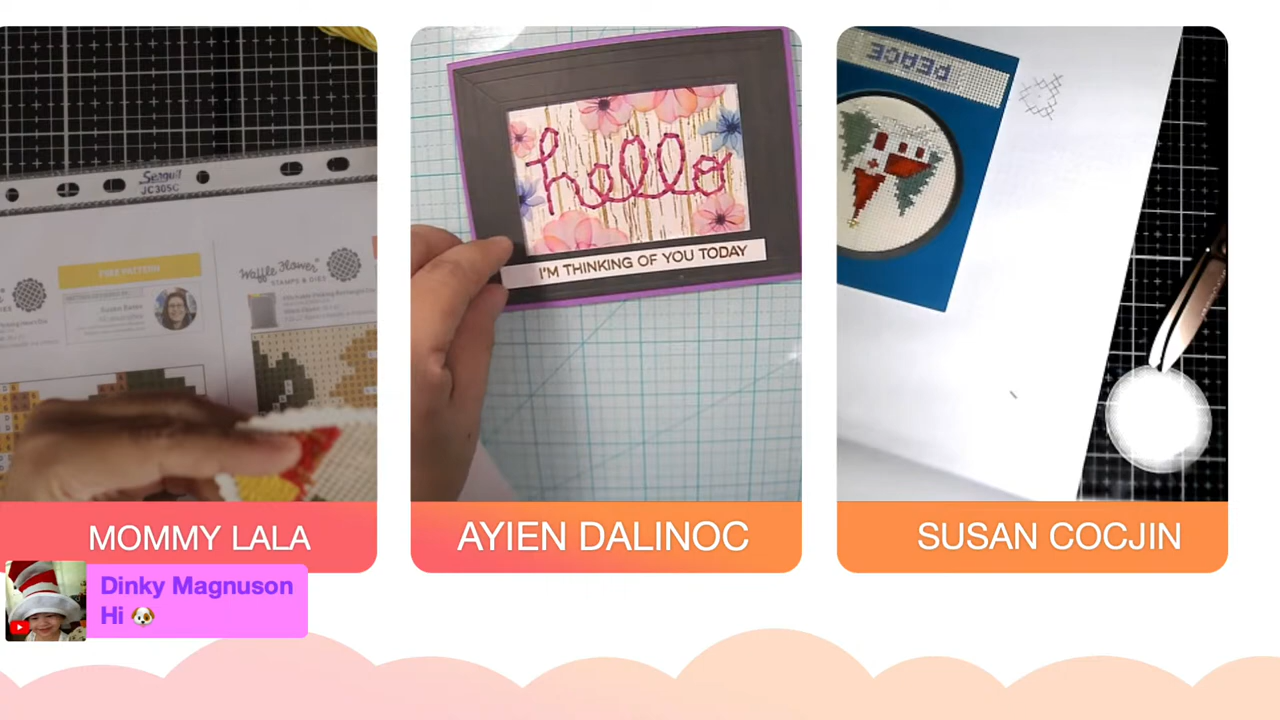 Seagull
JC305C
FREE PATTERN
Waffle Flower
STAMPS & DIES
hello
I'M THINKING OF YOU TODAY
PEACE
MOMMY LALA
AYIEN DALINOC
SUSAN COCJIN
Dinky Magnuson
Hi 🐶